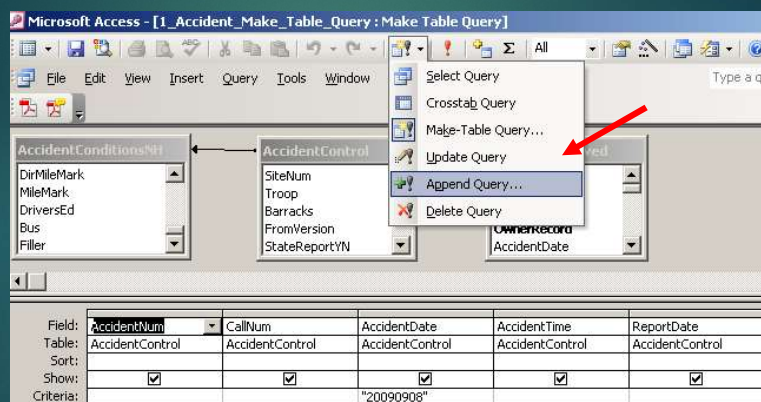 Microsoft Access - [1_Accident_Make_Table_Query : Make Table Query]
All
File Edit View Insert Query Tools Window
Type a q
Select Query
Crosstab Query
Make-Table Query...
Update Query
Append Query...
Delete Query
AccidentConditionsNH
DirMileMark
MileMark
DriversEd
Bus
Filler
AccidentControl
SiteNum
Troop
Barracks
FromVersion
StateReportYN
OwnerRecord
AccidentDate
Field: AccidentNum CallNum AccidentDate AccidentTime ReportDate
Table: AccidentControl AccidentControl AccidentControl AccidentControl AccidentControl
Sort:
Show:
Criteria: "20090908"